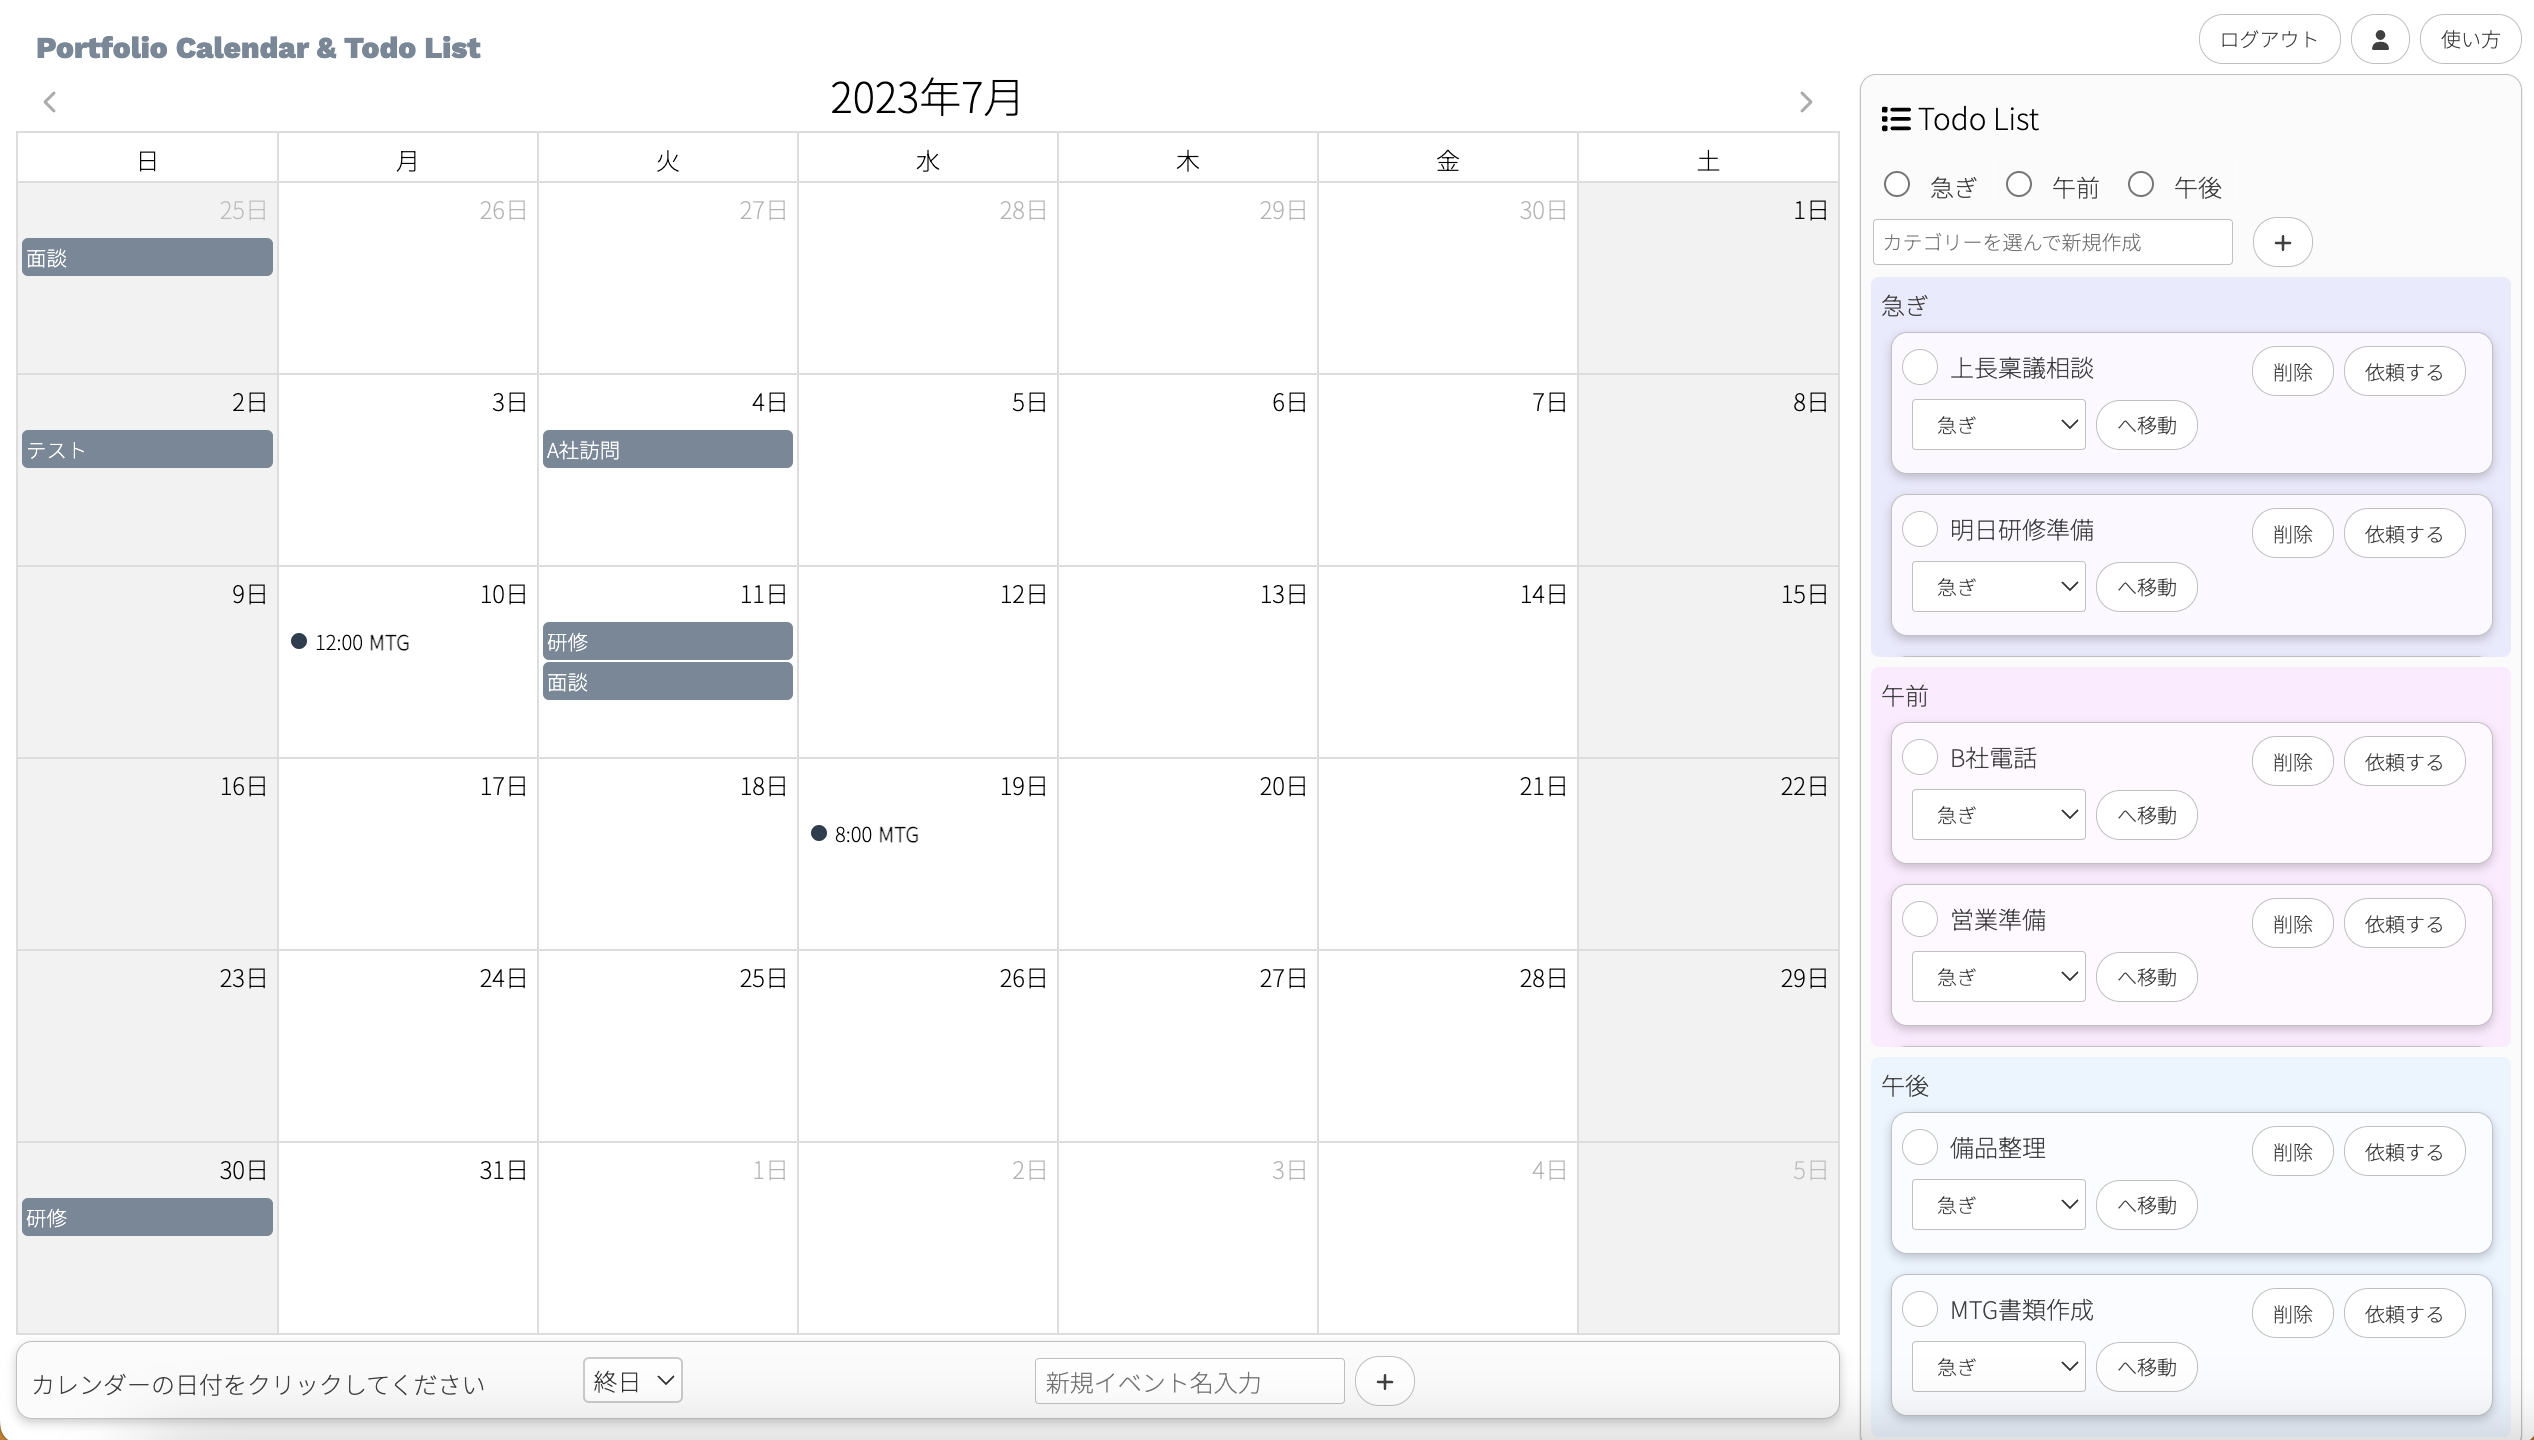 Portfolio Calendar & Todo List
ログアウト
使い方
2023年7月
日 月 火 水 木 金 土
25日 26日 27日 28日 29日 30日 1日
面談
2日 3日 4日 5日 6日 7日 8日
テスト A社訪問
9日 10日 11日 12日 13日 14日 15日
12:00 MTG 研修
面談
16日 17日 18日 19日 20日 21日 22日
8:00 MTG
23日 24日 25日 26日 27日 28日 29日
30日 31日 1日 2日 3日 4日 5日
研修
カレンダーの日付をクリックしてください 終日 新規イベント名入力 +
Todo List
急ぎ 午前 午後
カテゴリーを選んで新規作成 +
急ぎ
上長稟議相談 削除 依頼する
急ぎ へ移動
明日研修準備 削除 依頼する
急ぎ へ移動
午前
B社電話 削除 依頼する
急ぎ へ移動
営業準備 削除 依頼する
急ぎ へ移動
午後
備品整理 削除 依頼する
急ぎ へ移動
MTG書類作成 削除 依頼する
急ぎ へ移動